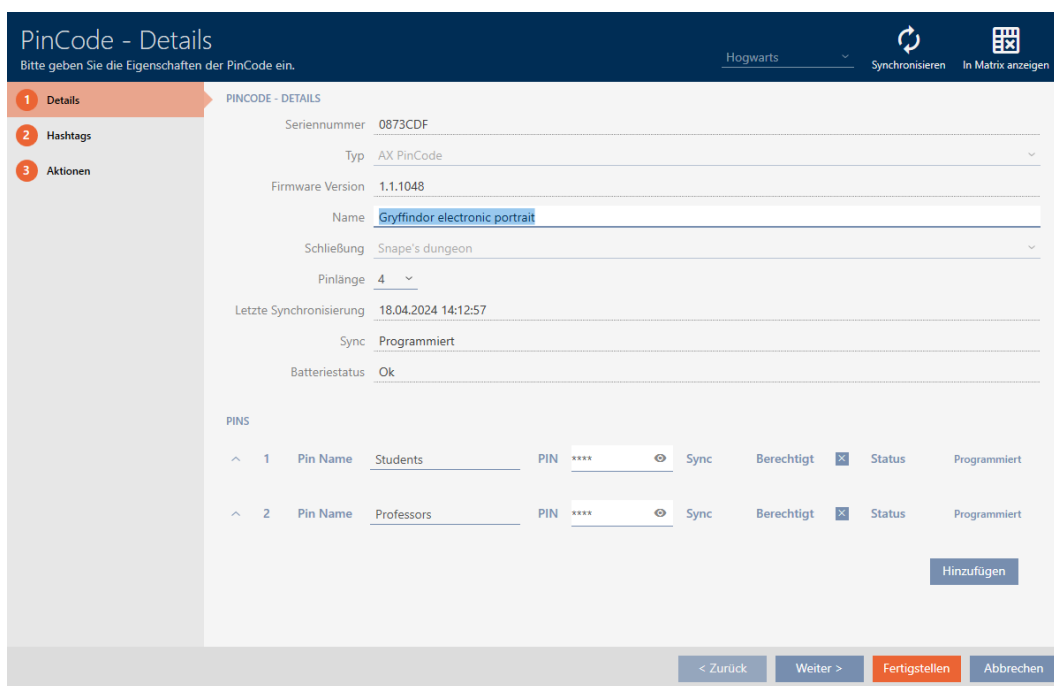 PinCode - Details
Bitte geben Sie die Eigenschaften der PinCode ein.
Hogwarts
Synchronisieren
In Matrix anzeigen
1 Details
2 Hashtags
3 Aktionen
PINCODE - DETAILS
Seriennummer 0873CDF
Typ AX PinCode
Firmware Version 1.1.1048
Name Gryffindor electronic portrait
Schließung Snape's dungeon
Pinlänge 4
Letzte Synchronisierung 18.04.2024 14:12:57
Sync Programmiert
Batteriestatus Ok
PINS
1 Pin Name Students PIN **** Sync Berechtigt Status Programmiert
2 Pin Name Professors PIN **** Sync Berechtigt Status Programmiert
Hinzufügen
< Zurück Weiter > Fertigstellen Abbrechen